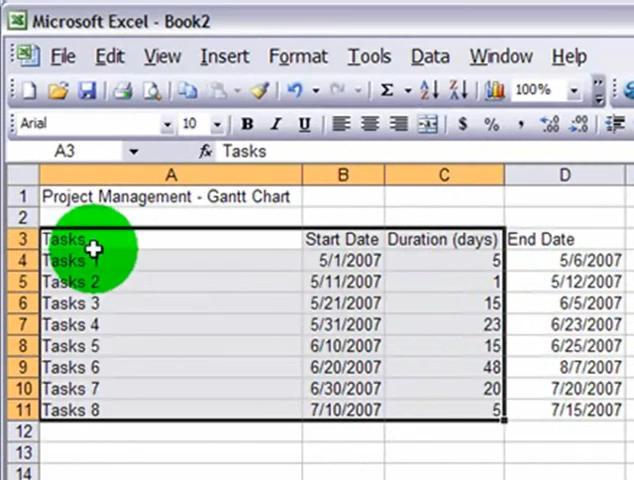 Microsoft Excel - Book2
File Edit View Insert Format Tools Data Window Help
Σ 100%
Arial 10 B I U $ % ,
A3 fx Tasks
A B C D
1 Project Management - Gantt Chart
2
3 Tasks Start Date Duration (days) End Date
4 Tasks 1 5/1/2007 5 5/6/2007
5 Tasks 2 5/11/2007 1 5/12/2007
6 Tasks 3 5/21/2007 15 6/5/2007
7 Tasks 4 5/31/2007 23 6/23/2007
8 Tasks 5 6/10/2007 15 6/25/2007
9 Tasks 6 6/20/2007 48 8/7/2007
10 Tasks 7 6/30/2007 20 7/20/2007
11 Tasks 8 7/10/2007 5 7/15/2007
12
13
14